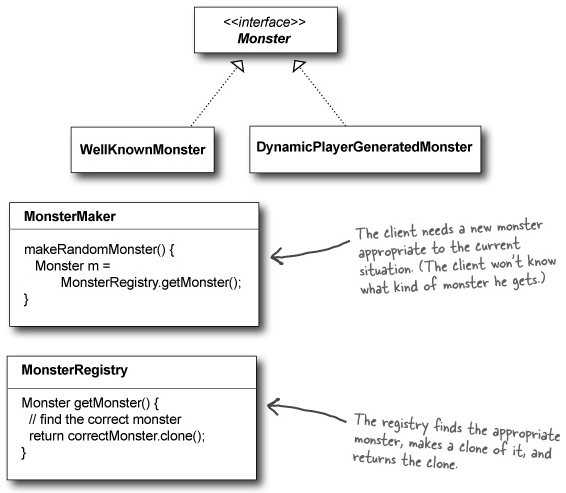 <<interface>>
Monster
WellKnownMonster
DynamicPlayerGeneratedMonster
MonsterMaker
makeRandomMonster() {
Monster m =
MonsterRegistry.getMonster();
}
The client needs a new monster
appropriate to the current
situation. (The client won't know
what kind of monster he gets.)
MonsterRegistry
Monster getMonster() {
// find the correct monster
return correctMonster.clone();
}
The registry finds the appropriate
monster, makes a clone of it, and
returns the clone.